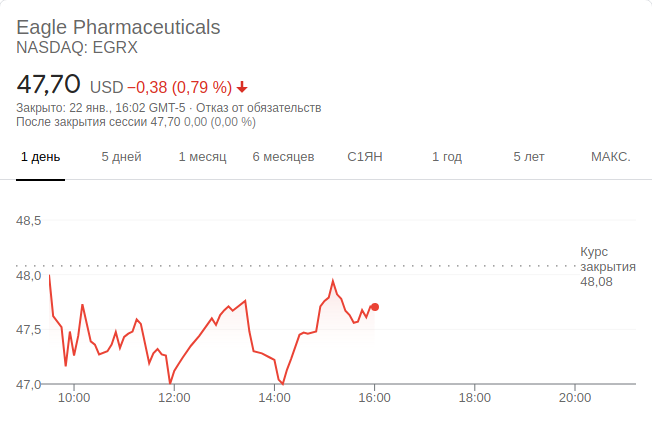 Eagle Pharmaceuticals
NASDAQ: EGRX
47,70 USD −0,38 (0,79 %)
Закрыто: 22 янв., 16:02 GMT-5 · Отказ от обязательств
После закрытия сессии 47,70 0,00 (0,00 %)
1 день 5 дней 1 месяц 6 месяцев С1ЯН 1 год 5 лет МАКС.
48,5
Курс
закрытия
48,08
48,0
47,5
47,0
10:00 12:00 14:00 16:00 18:00 20:00